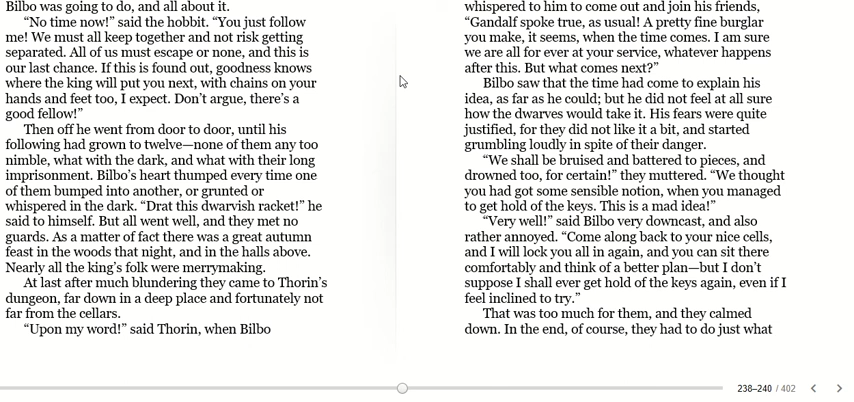 Bilbo was going to do, and all about it.
“No time now!” said the hobbit. “You just follow
me! We must all keep together and not risk getting
separated. All of us must escape or none, and this is
our last chance. If this is found out, goodness knows
where the king will put you next, with chains on your
hands and feet too, I expect. Don’t argue, there’s a
good fellow!”
Then off he went from door to door, until his
following had grown to twelve—none of them any too
nimble, what with the dark, and what with their long
imprisonment. Bilbo’s heart thumped every time one
of them bumped into another, or grunted or
whispered in the dark. “Drat this dwarvish racket!” he
said to himself. But all went well, and they met no
guards. As a matter of fact there was a great autumn
feast in the woods that night, and in the halls above.
Nearly all the king’s folk were merrymaking.
At last after much blundering they came to Thorin’s
dungeon, far down in a deep place and fortunately not
far from the cellars.
“Upon my word!” said Thorin, when Bilbo
whispered to him to come out and join his friends,
“Gandalf spoke true, as usual! A pretty fine burglar
you make, it seems, when the time comes. I am sure
we are all for ever at your service, whatever happens
after this. But what comes next?”
Bilbo saw that the time had come to explain his
idea, as far as he could; but he did not feel at all sure
how the dwarves would take it. His fears were quite
justified, for they did not like it a bit, and started
grumbling loudly in spite of their danger.
“We shall be bruised and battered to pieces, and
drowned too, for certain!” they muttered. “We thought
you had got some sensible notion, when you managed
to get hold of the keys. This is a mad idea!”
“Very well!” said Bilbo very downcast, and also
rather annoyed. “Come along back to your nice cells,
and I will lock you all in again, and you can sit there
comfortably and think of a better plan—but I don’t
suppose I shall ever get hold of the keys again, even if I
feel inclined to try.”
That was too much for them, and they calmed
down. In the end, of course, they had to do just what
238–240 / 402